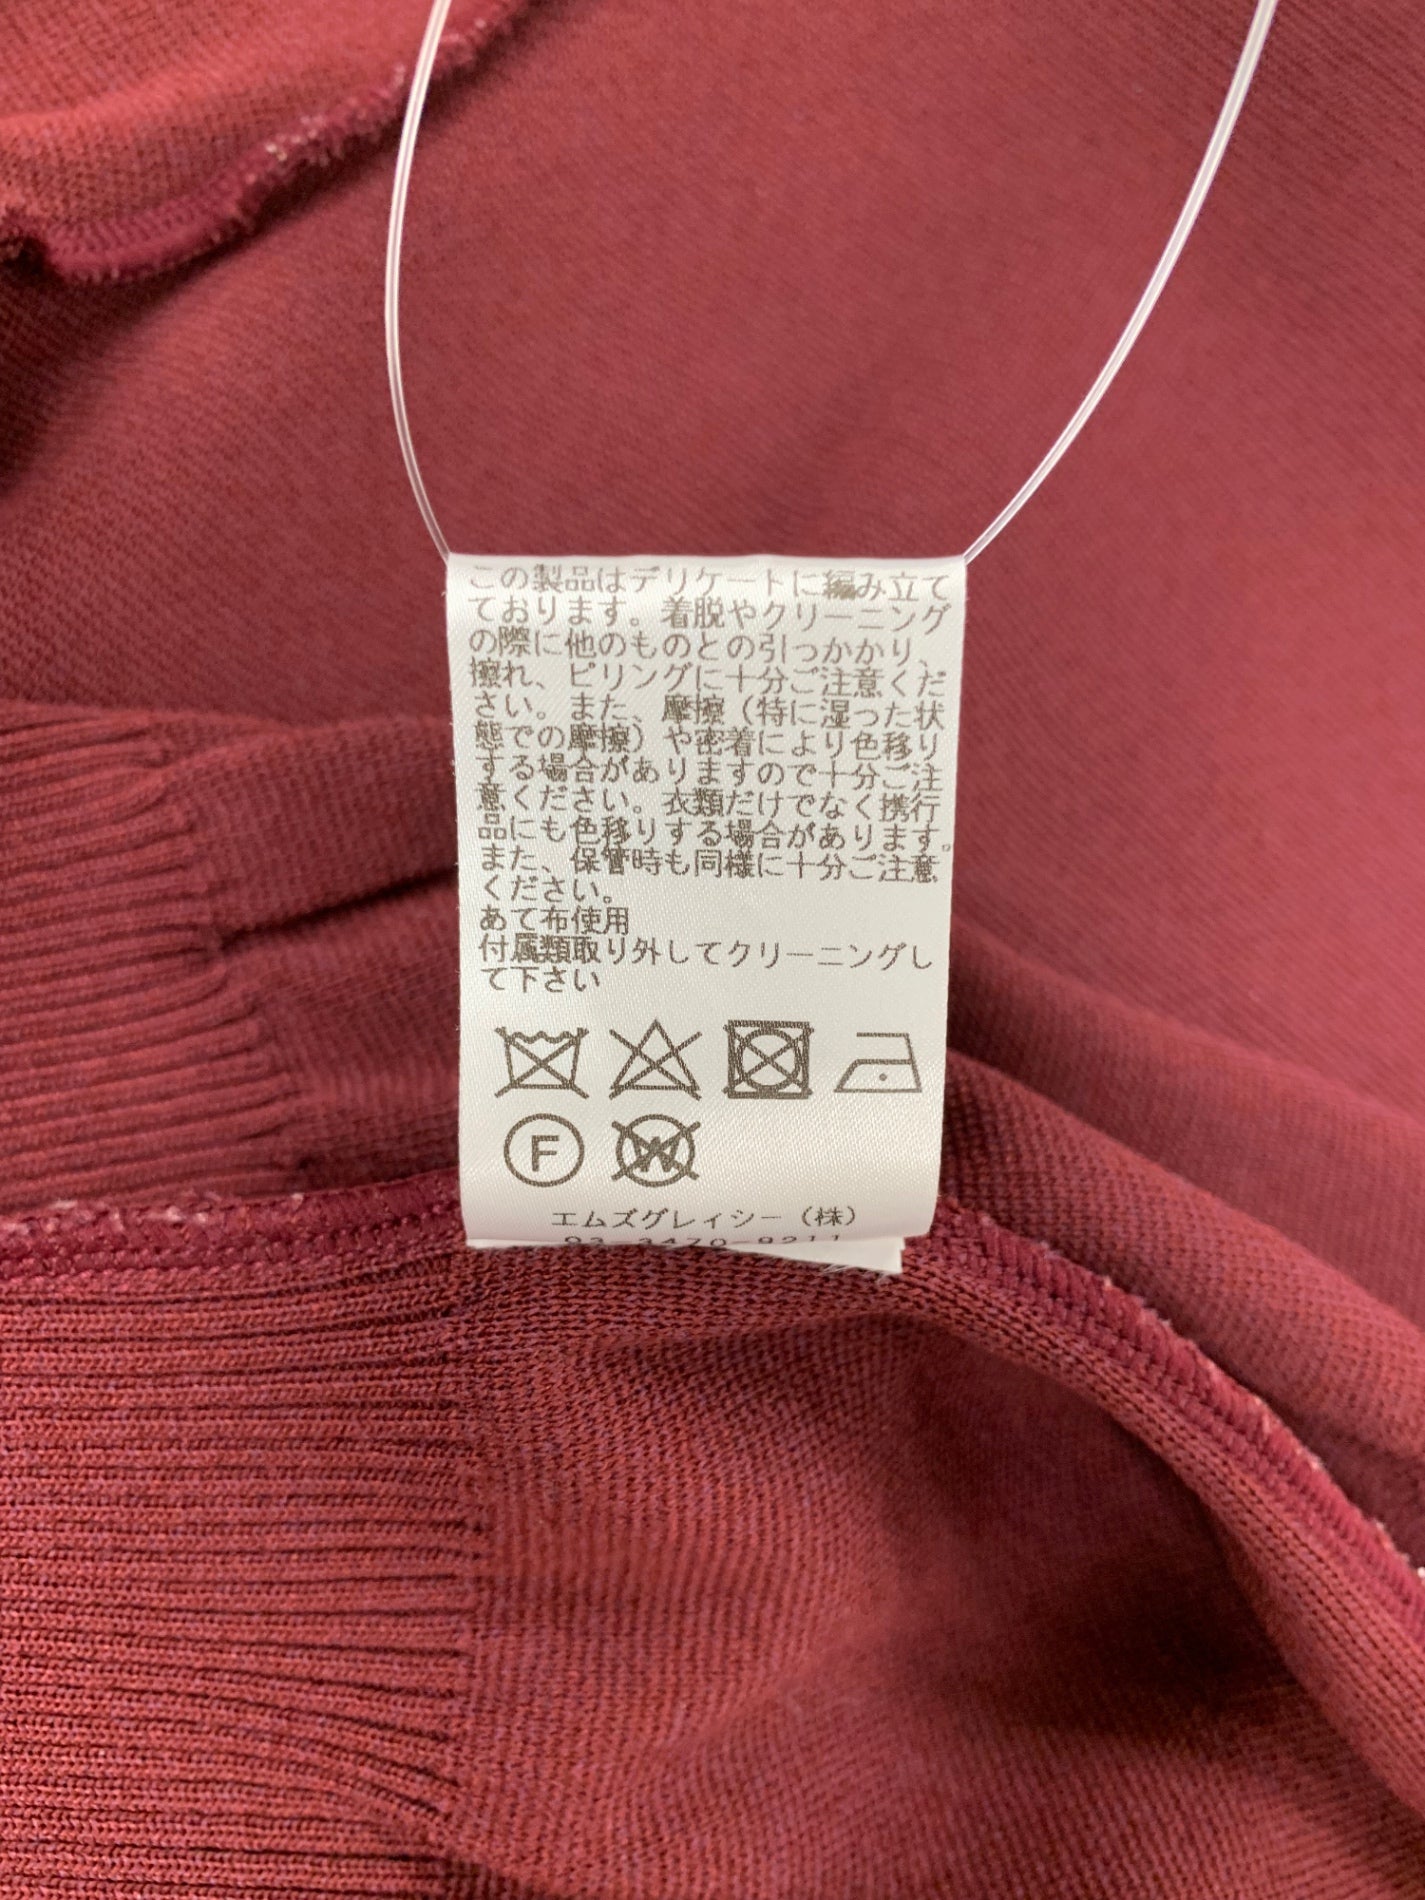 この製品はデリケートに編み立て
ております。着脱やクリーニング
の際に他のものとの引っかかり、
擦れ、ピリングに十分ご注意くだ
さい。また、摩擦（特に湿った状
態での摩擦）や密着により色移り
する場合がありますので十分ご注
意ください。衣類だけでなく携行
品にも色移りする場合があります。
また、保管時も同様に十分ご注意
ください。
あて布使用
付属類取り外してクリーニングし
て下さい
F W
エムズグレィシー（株）
03-3470-9211